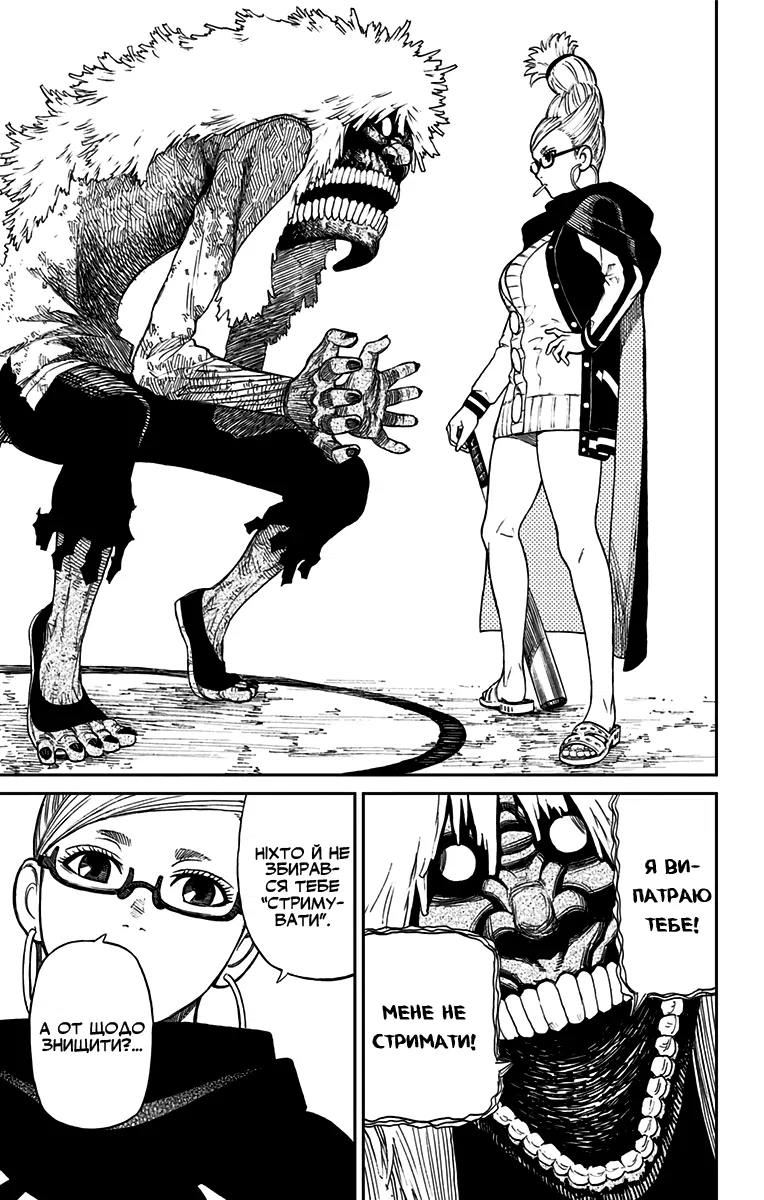 Я ВИ-
ПАТРАЮ
ТЕБЕ!
МЕНЕ НЕ
СТРИМАТИ!
НІХТО Й НЕ
ЗБИРАВ-
СЯ ТЕБЕ
“СТРИМУ-
ВАТИ”.
А ОТ ЩОДО
ЗНИЩИТИ?...